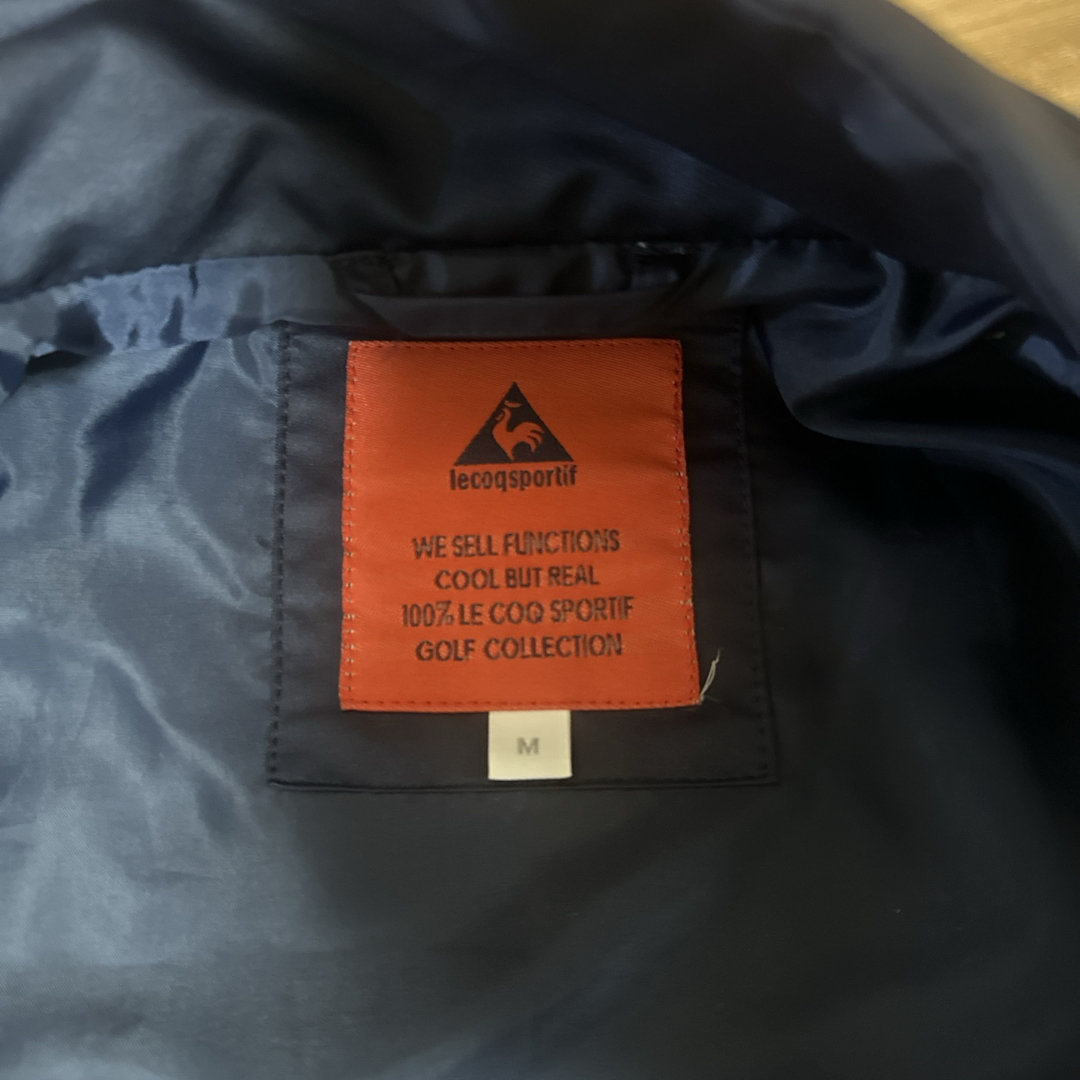 lecoqsportif
WE SELL FUNCTIONS
COOL BUT REAL
100% LE COQ SPORTIF
GOLF COLLECTION
M